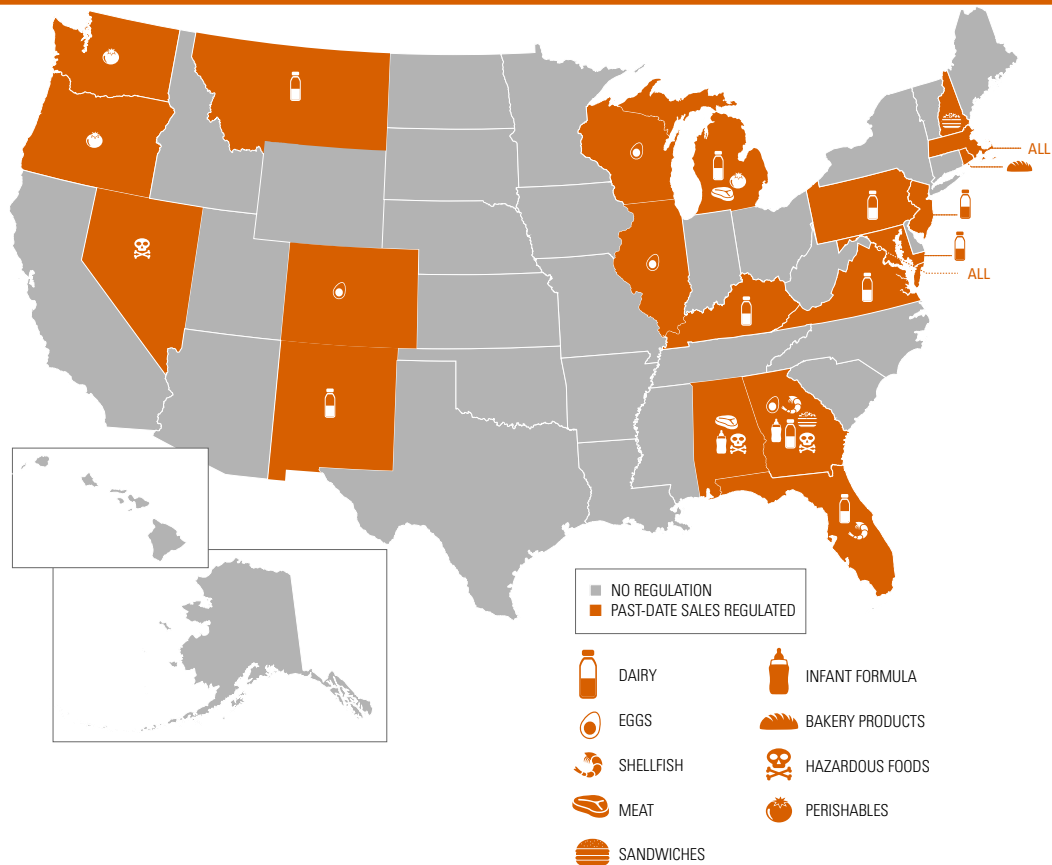 ALL
ALL
NO REGULATION
PAST-DATE SALES REGULATED
DAIRY
INFANT FORMULA
EGGS
BAKERY PRODUCTS
SHELLFISH
HAZARDOUS FOODS
MEAT
PERISHABLES
SANDWICHES